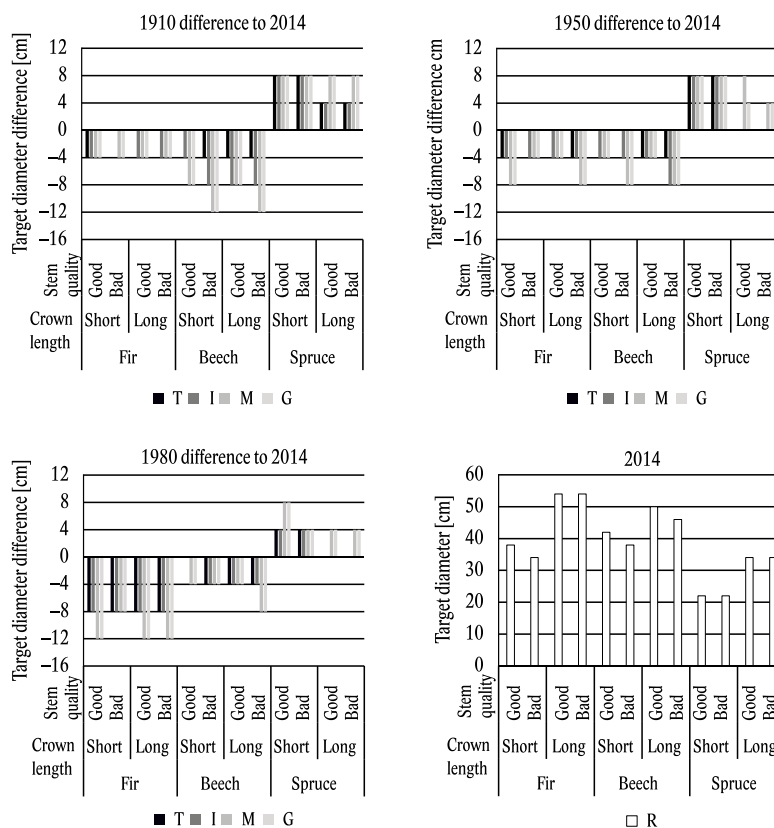 1910 difference to 2014
Target diameter difference [cm]
12
8
4
0
−4
−8
−12
−16
Stem quality
Good Bad Good Bad Good Bad Good Bad Good Bad Good Bad
Crown length
Short Long Short Long Short Long
Fir Beech Spruce
T I M G
1950 difference to 2014
Target diameter difference cm
12
8
4
0
−4
−8
−12
−16
Stem quality
Good Bad Good Bad Good Bad Good Bad Good Bad Good Bad
Crown length
Short Long Short Long Short Long
Fir Beech Spruce
T I M G
1980 difference to 2014
Target diameter difference [cm]
12
8
4
0
−4
−8
−12
−16
Stem quality
Good Bad Good Bad Good Bad Good Bad Good Bad Good Bad
Crown length
Short Long Short Long Short Long
Fir Beech Spruce
T I M G
2014
Target diameter [cm]
60
50
40
30
20
10
0
Stem quality
Good Bad Good Bad Good Bad Good Bad Good Bad Good Bad
Crown length
Short Long Short Long Short Long
Fir Beech Spruce
R